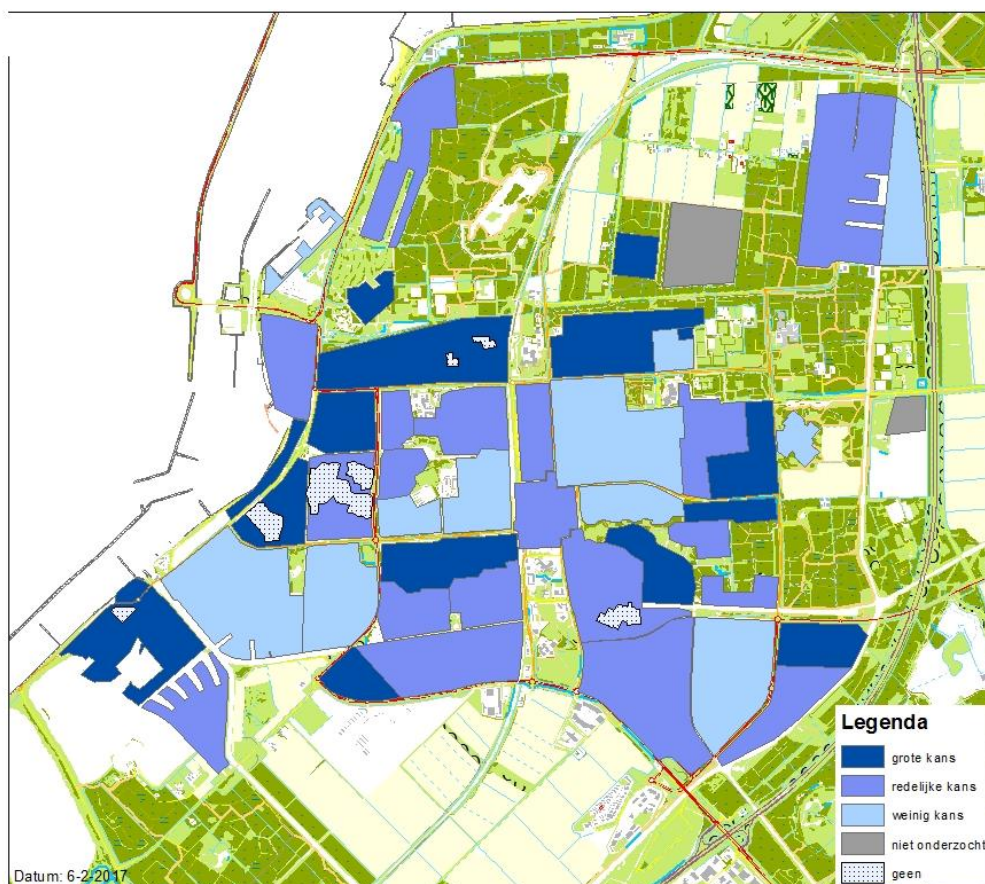 Legenda
grote kans
redelijke kans
weinig kans
niet onderzocht
geen
Datum: 6-2-2017